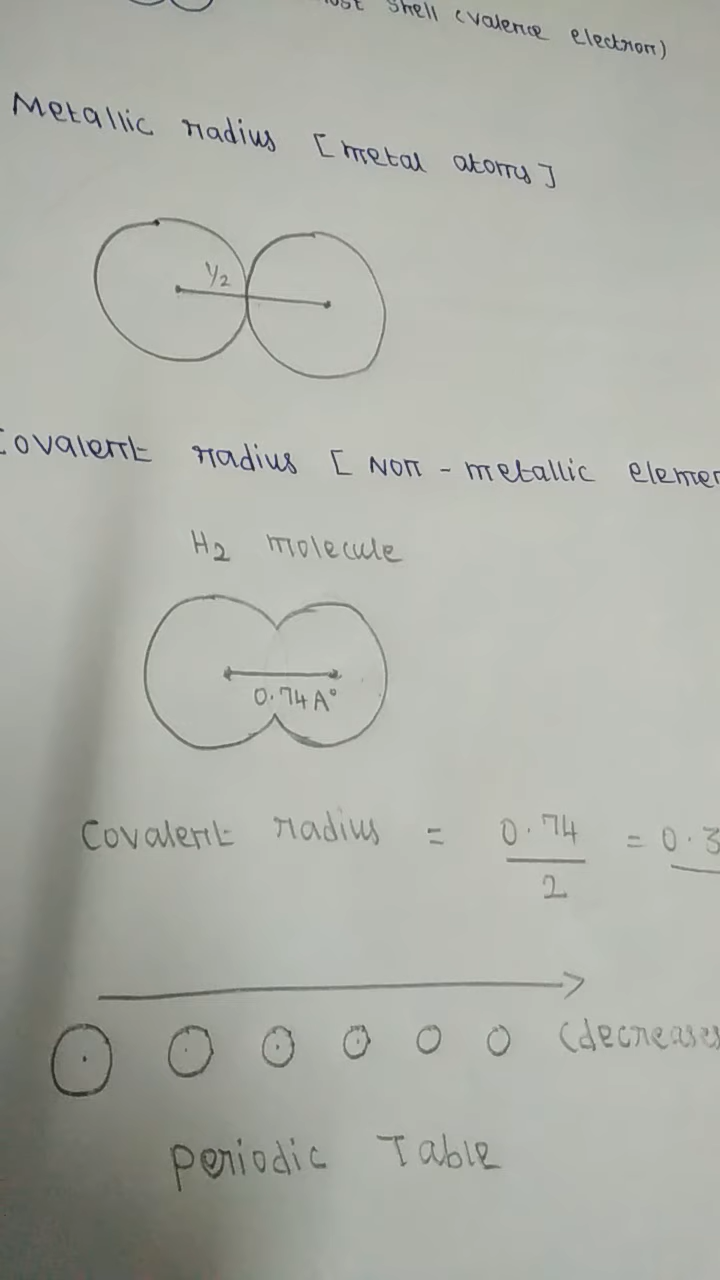 shell (valence electron)
Metallic radius [metal atoms]
1/2
Covalent radius [Non-metallic
H2 molecule
0.74A°
Covalent radius = 0.74/2 = 0.3
(decreases
Periodic Table